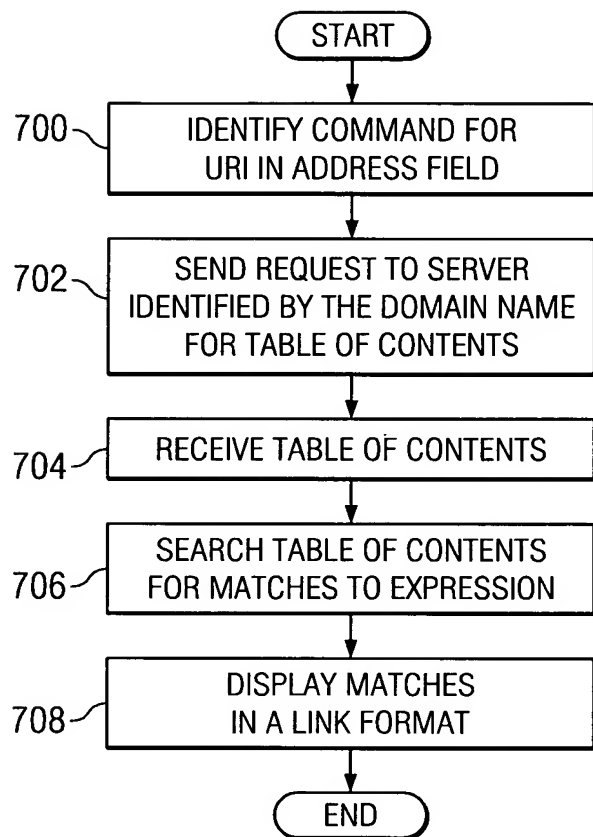 START
700
IDENTIFY COMMAND FOR
URI IN ADDRESS FIELD
702
SEND REQUEST TO SERVER
IDENTIFIED BY THE DOMAIN NAME
FOR TABLE OF CONTENTS
704
RECEIVE TABLE OF CONTENTS
706
SEARCH TABLE OF CONTENTS
FOR MATCHES TO EXPRESSION
708
DISPLAY MATCHES
IN A LINK FORMAT
END